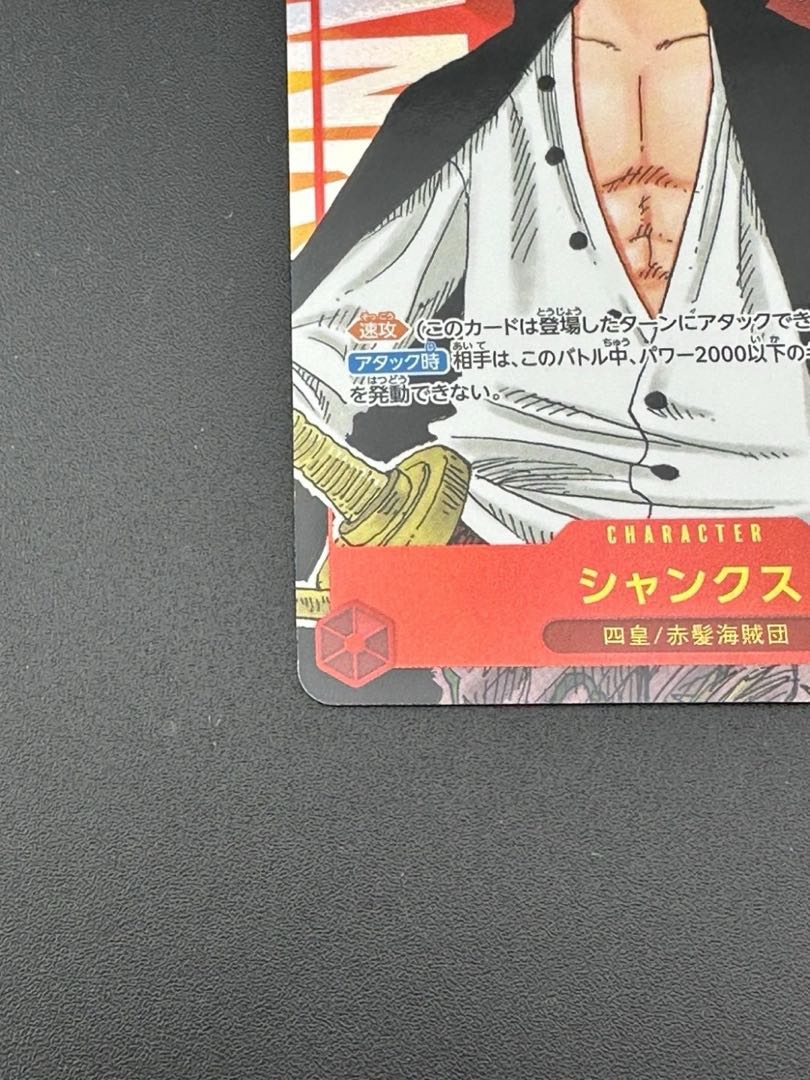 速攻 (このカードは登場したターンにアタックでき
アタック時 相手は、このバトル中、パワー2000以下の
を発動できない。
CHARACTER
シャンクス
四皇/赤髪海賊団